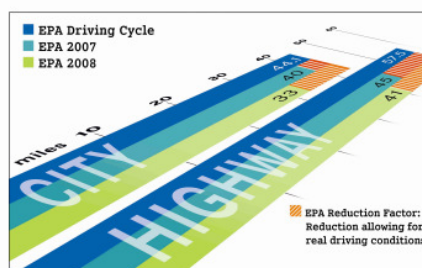 EPA Driving Cycle
EPA 2007
EPA 2008
miles 10 20 30 40 50
60
44.1
40
33
57.5
45
41
CITY
HIGHWAY
EPA Reduction Factor:
Reduction allowing for
real driving conditions